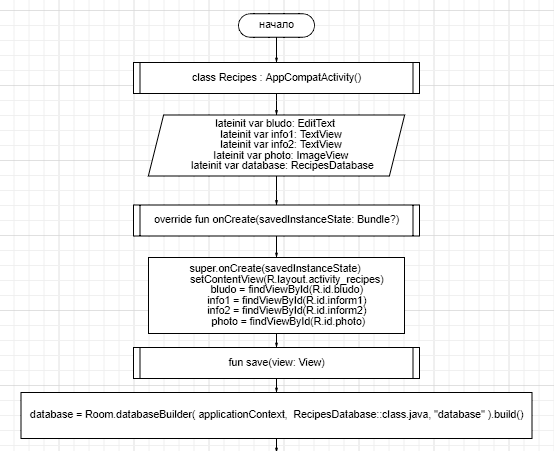 начало
class Recipes : AppCompatActivity()
lateinit var bludo: EditText
lateinit var info1: TextView
lateinit var info2: TextView
lateinit var photo: ImageView
lateinit var database: RecipesDatabase
override fun onCreate(savedInstanceState: Bundle?)
super.onCreate(savedInstanceState)
setContentView(R.layout.activity_recipes)
bludo = findViewById(R.id.bludo)
info1 = findViewById(R.id.inform1)
info2 = findViewById(R.id.inform2)
photo = findViewById(R.id.photo)
fun save(view: View)
database = Room.databaseBuilder( applicationContext, RecipesDatabase::class.java, "database" ).build()